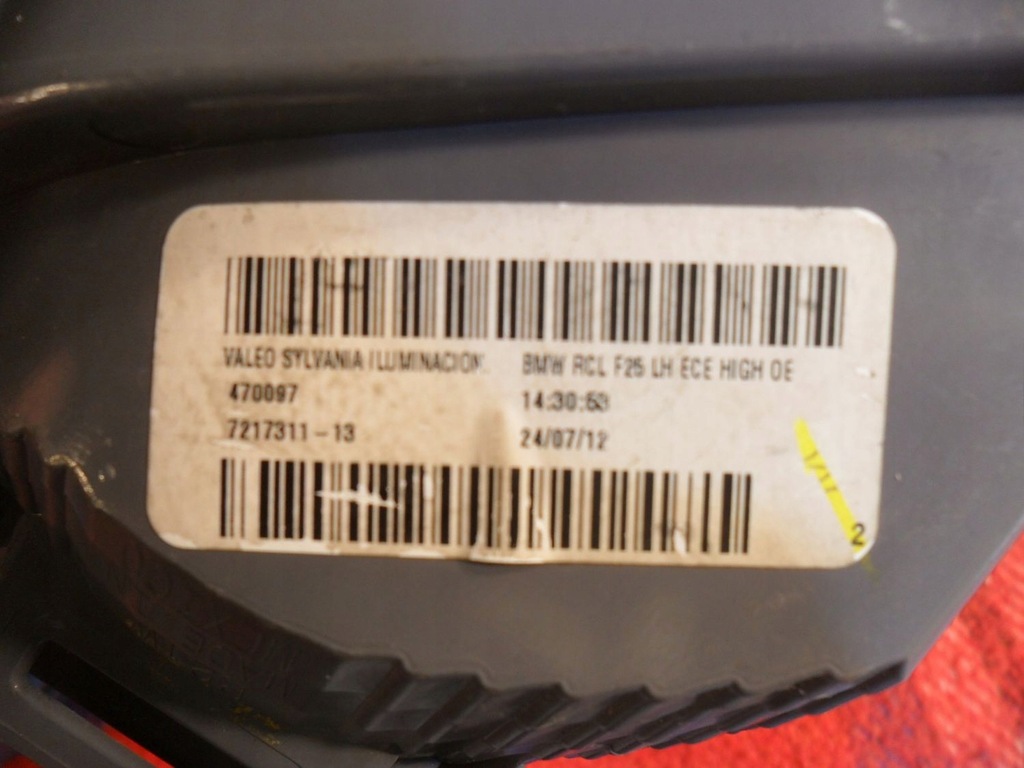 VALEO SYLVANIA ILUMINACION. BMW RCL F25 LH ECE HIGH OE
470097 14:30:53
7217311-13 24/07/12
2